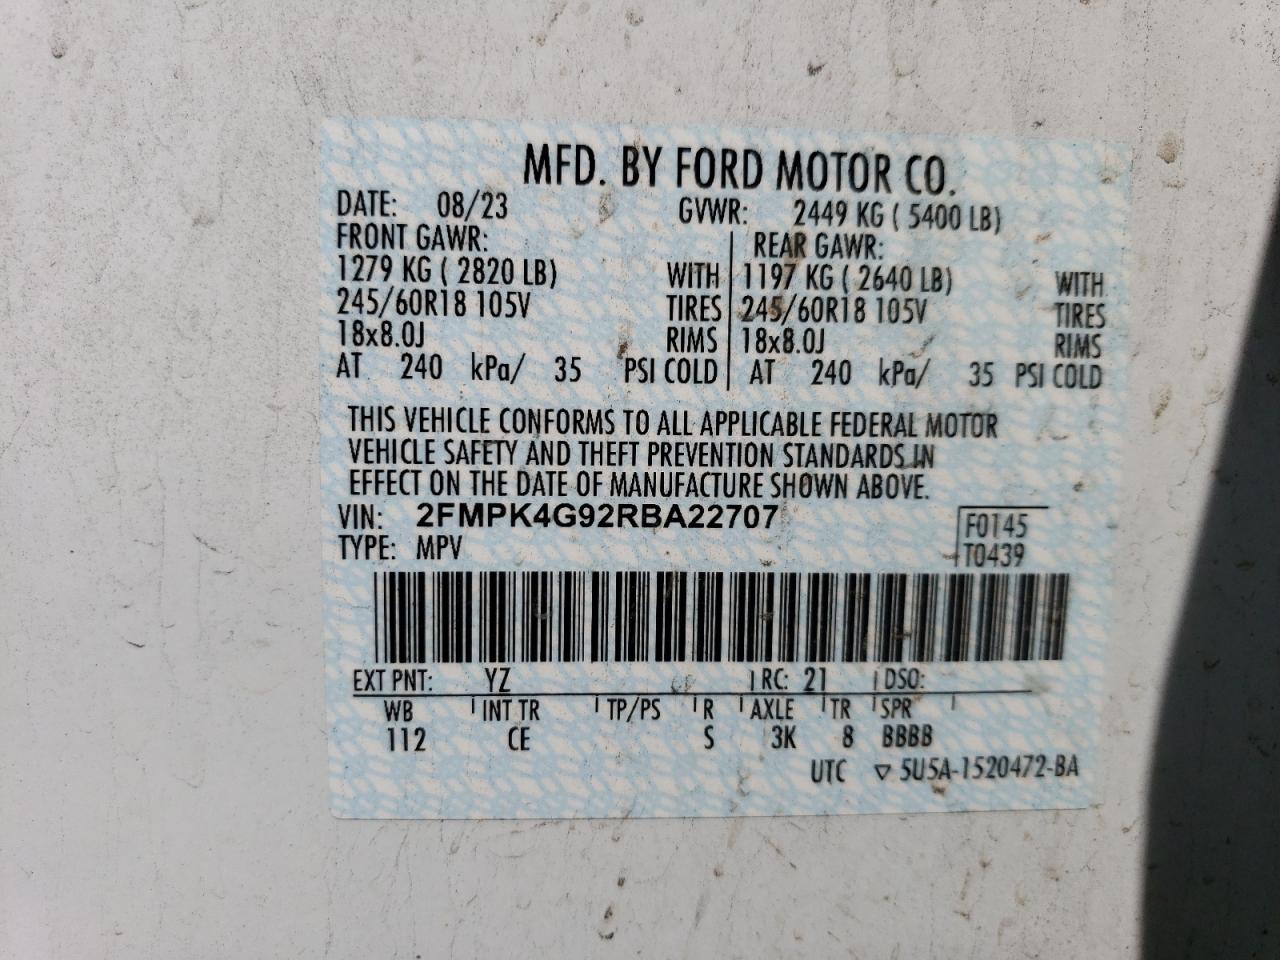 MFD. BY FORD MOTOR CO.
DATE: 08/23 GVWR: 2449 KG ( 5400 LB)
FRONT GAWR: REAR GAWR:
1279 KG ( 2820 LB) WITH 1197 KG ( 2640 LB) WITH
245/60R18 105V TIRES 245/60R18 105V TIRES
18x8.0J RIMS 18x8.0J RIMS
AT 240 kPa/ 35 PSI COLD AT 240 kPa/ 35 PSI COLD
THIS VEHICLE CONFORMS TO ALL APPLICABLE FEDERAL MOTOR
VEHICLE SAFETY AND THEFT PREVENTION STANDARDS IN
EFFECT ON THE DATE OF MANUFACTURE SHOWN ABOVE.
VIN: 2FMPK4G92RBA22707 F0145
TYPE: MPV T0439
EXT PNT: YZ RC: 21 DSO:
WB INT TR TP/PS R AXLE TR SPR
112 CE S 3K 8 BBBB
UTC ▽ 5U5A-1520472-BA